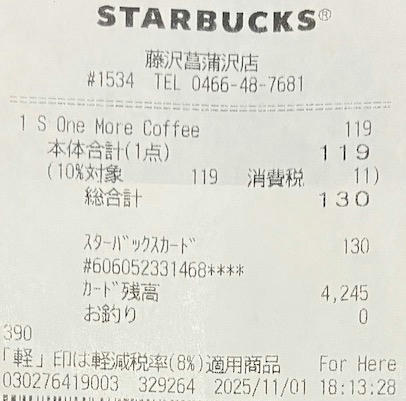 STARBUCKS®
藤沢菖蒲沢店
#1534 TEL 0466-48-7681
1 S One More Coffee 119
本体合計(1点) 119
(10%対象 119 消費税 11)
総合計 130
スターバックスカード 130
#606052331468****
カード残高 4,245
お釣り 0
390
「軽」印は軽減税率(8%)適用商品 For Here
030276419003 329264 2025/11/01 18:13:28